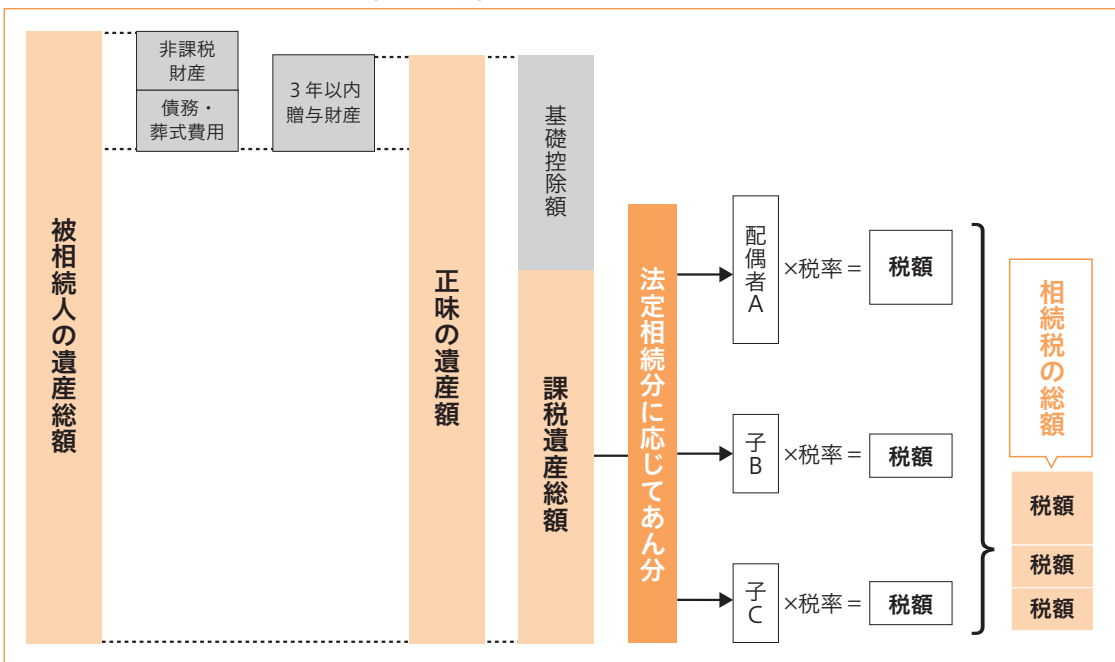 被相続人の遺産総額
非課税
財産
債務・
葬式費用
3年以内
贈与財産
正味の遺産額
基礎控除額
課税遺産総額
法定相続分に応じてあん分
配偶者A
×税率＝
税額
子B
×税率＝
税額
子C
×税率＝
税額
相続税の総額
税額
税額
税額